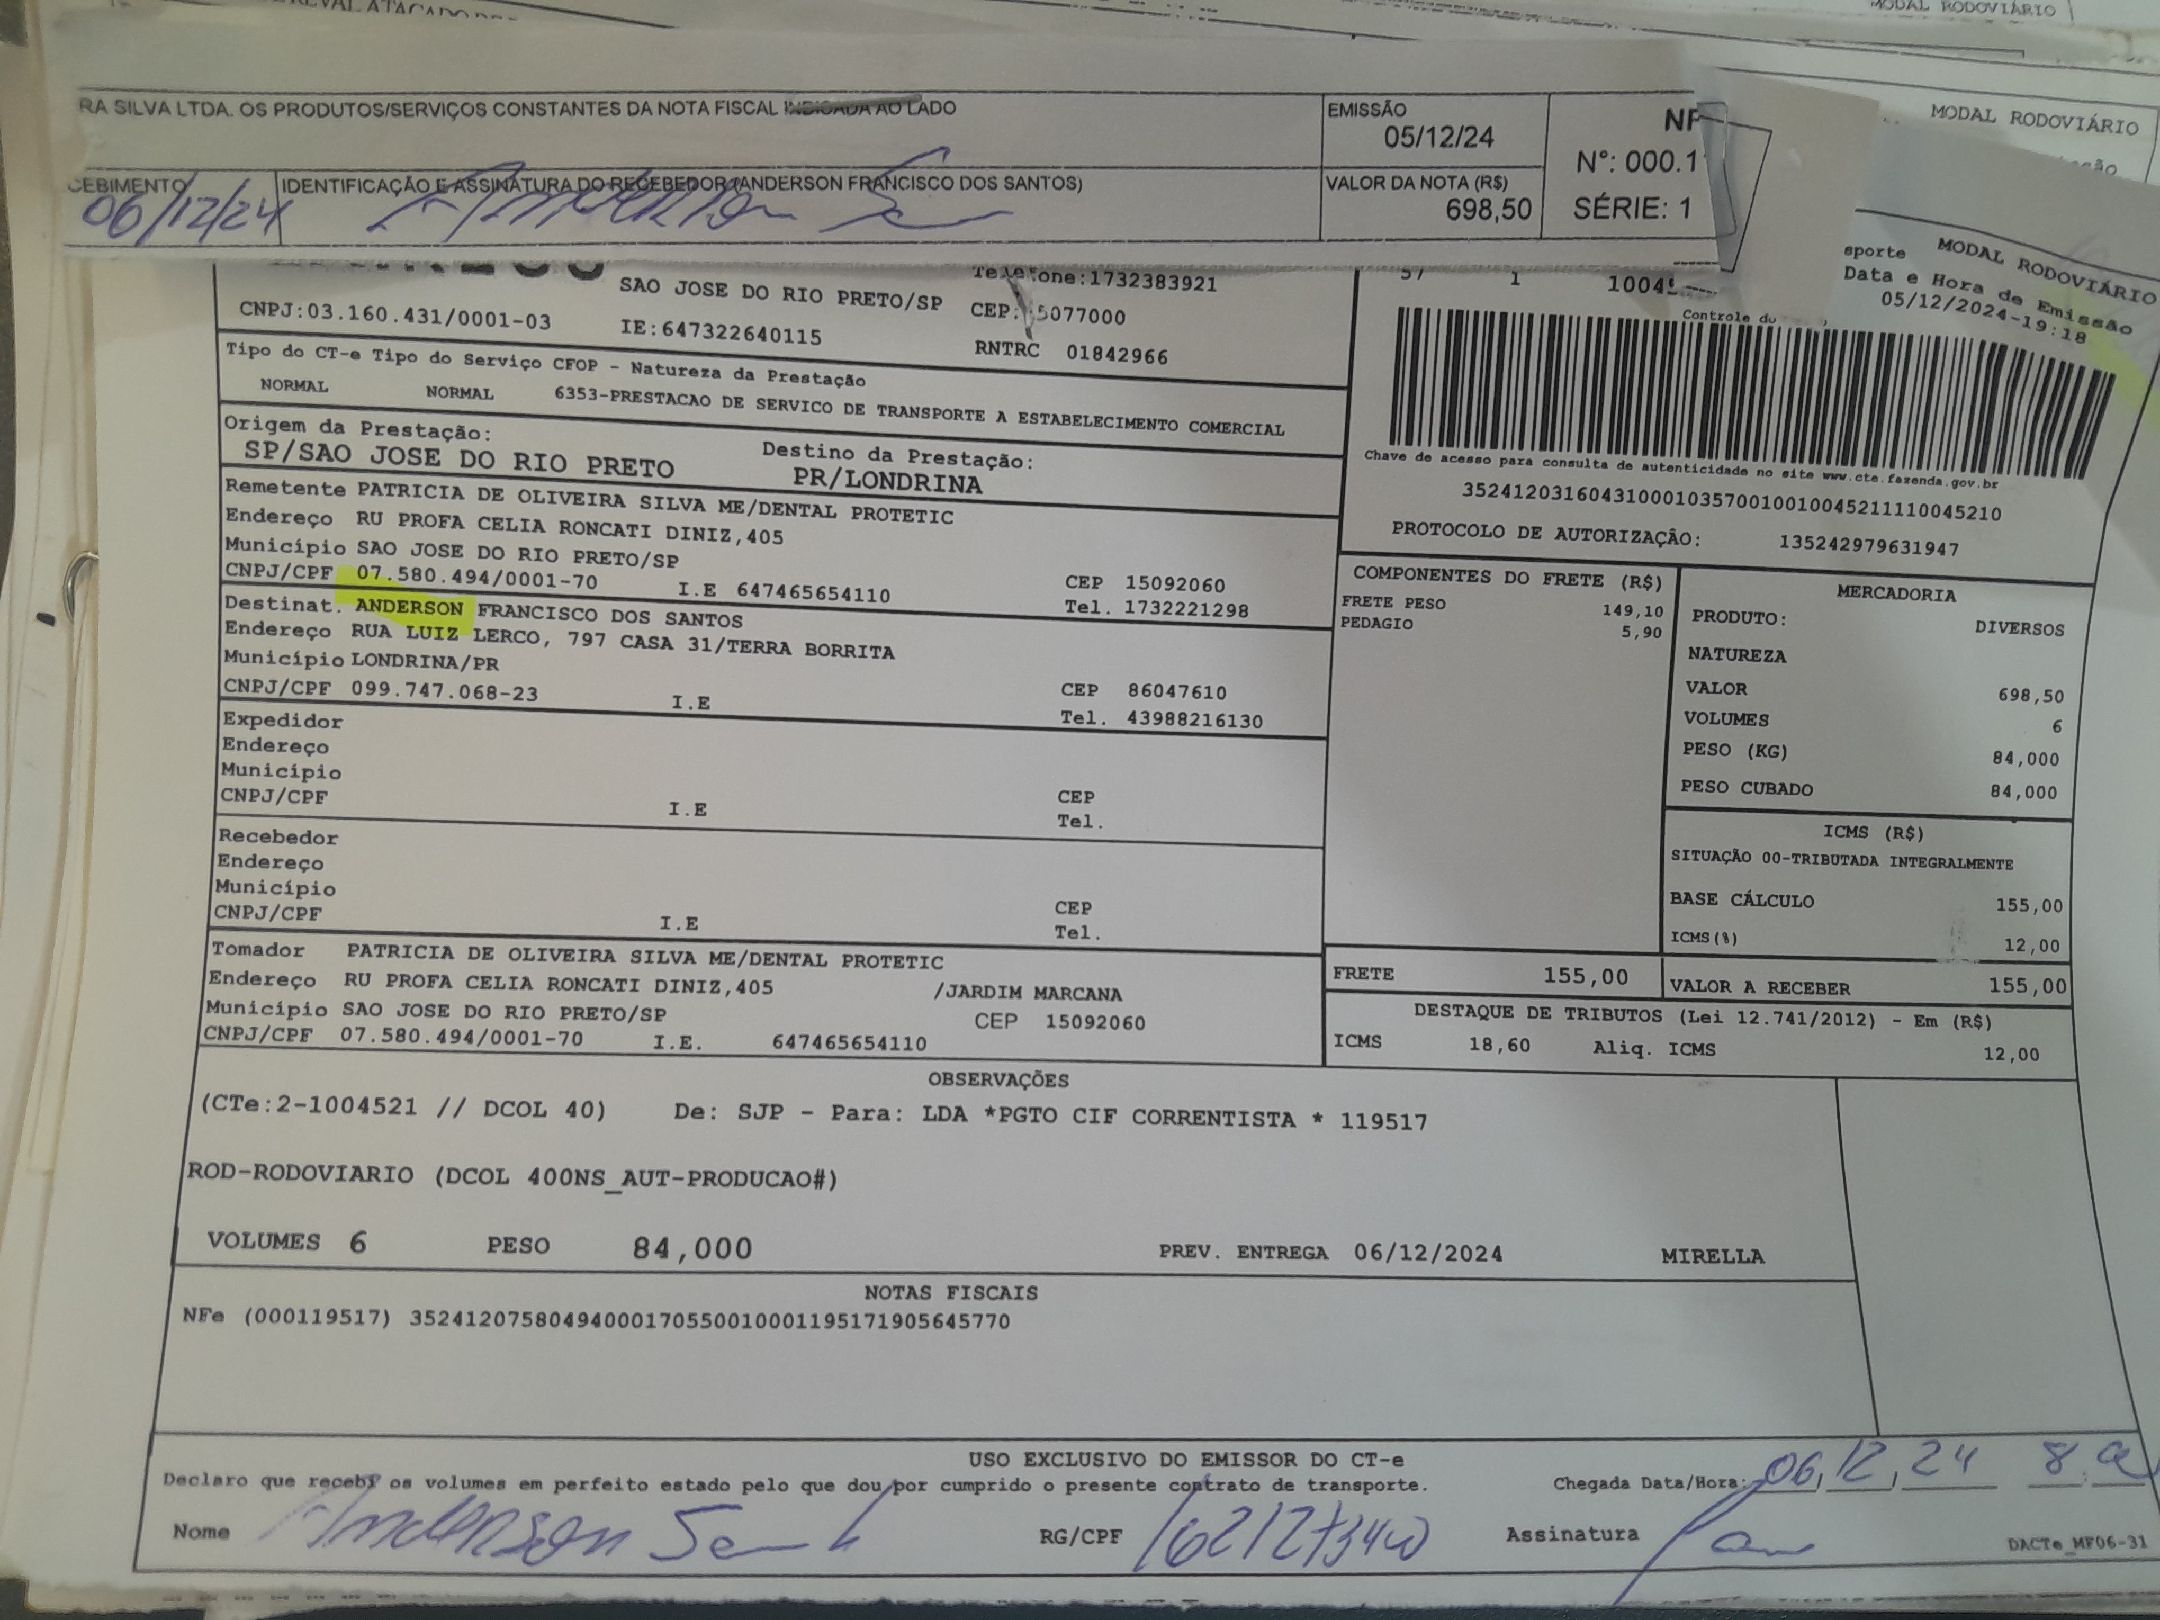 MODAL RODOVIÁRIO
RA SILVA LTDA. OS PRODUTOS/SERVIÇOS CONSTANTES DA NOTA FISCAL INDICADA AO LADO
EMISSÃO
05/12/24
VALOR DA NOTA (R$)
698,50
Nº: 000.1
SÉRIE: 1
MODAL RODOVIÁRIO
CEBIMENTO
06/12/24
IDENTIFICAÇÃO E ASSINATURA DO RECEBEDOR (ANDERSON FRANCISCO DOS SANTOS)
sporte MODAL RODOVIÁRIO
Data e Hora de Emissão
05/12/2024-19:18
SAO JOSE DO RIO PRETO/SP
Telefone:1732383921
CNPJ:03.160.431/0001-03
IE:647322640115
CEP: 5077000
RNTRC 01842966
57 1 10045
Controle du
Tipo do CT-e Tipo do Serviço CFOP - Natureza da Prestação
NORMAL NORMAL 6353-PRESTACAO DE SERVICO DE TRANSPORTE A ESTABELECIMENTO COMERCIAL
Origem da Prestação: Destino da Prestação:
SP/SAO JOSE DO RIO PRETO PR/LONDRINA
Chave de acesso para consulta de autenticidade no site www.cte.fazenda.gov.br
35241203160431000103570010010045211110045210
PROTOCOLO DE AUTORIZAÇÃO: 135242979631947
Remetente PATRICIA DE OLIVEIRA SILVA ME/DENTAL PROTETIC
Endereço RU PROFA CELIA RONCATI DINIZ,405
Município SAO JOSE DO RIO PRETO/SP
CEP 15092060
CNPJ/CPF 07.580.494/0001-70 I.E 647465654110 Tel. 1732221298
Destinat. ANDERSON FRANCISCO DOS SANTOS
Endereço RUA LUIZ LERCO, 797 CASA 31/TERRA BORRITA
Município LONDRINA/PR
CEP 86047610
CNPJ/CPF 099.747.068-23 I.E Tel. 43988216130
Expedidor
Endereço
Município
CEP
CNPJ/CPF I.E Tel.
Recebedor
Endereço
Município
CEP
CNPJ/CPF I.E Tel.
Tomador PATRICIA DE OLIVEIRA SILVA ME/DENTAL PROTETIC
Endereço RU PROFA CELIA RONCATI DINIZ,405 /JARDIM MARCANA
Município SAO JOSE DO RIO PRETO/SP CEP 15092060
CNPJ/CPF 07.580.494/0001-70 I.E. 647465654110
COMPONENTES DO FRETE (R$)
FRETE PESO 149,10
PEDAGIO 5,90
MERCADORIA
PRODUTO: DIVERSOS
NATUREZA
VALOR 698,50
VOLUMES 6
PESO (KG) 84,000
PESO CUBADO 84,000
ICMS (R$)
SITUAÇÃO 00-TRIBUTADA INTEGRALMENTE
BASE CÁLCULO 155,00
ICMS(%) 12,00
FRETE 155,00 VALOR A RECEBER 155,00
DESTAQUE DE TRIBUTOS (Lei 12.741/2012) - Em (R$)
ICMS 18,60 Aliq. ICMS 12,00
OBSERVAÇÕES
(CTe:2-1004521 // DCOL 40) De: SJP - Para: LDA *PGTO CIF CORRENTISTA * 119517
ROD-RODOVIARIO (DCOL 400NS_AUT-PRODUCAO#)
VOLUMES 6 PESO 84,000 PREV. ENTREGA 06/12/2024 MIRELLA
NOTAS FISCAIS
NFe (000119517) 35241207580494000170550010001195171905645770
USO EXCLUSIVO DO EMISSOR DO CT-e
Declaro que recebi os volumes em perfeito estado pelo que dou por cumprido o presente contrato de transporte. Chegada Data/Hora: 06,12,24 8
Nome Anderson RG/CPF Assinatura
DACTe_MF06-31